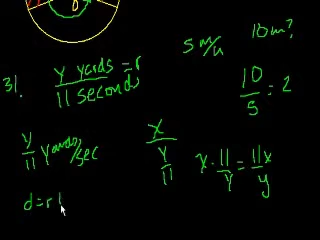 31.
y yards = r
11 seconds
5 m/h
10 m?
10/5 = 2
y/11 yards/sec
x
y/11
x · 11/y = 11x/y
d=r